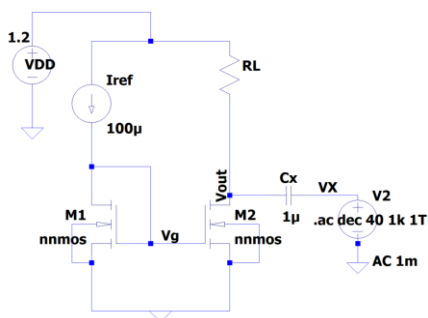 1.2
VDD
Iref
100µ
RL
Vout
Cx
1µ
VX
V2
.ac dec 40 1k 1T
AC 1m
M1
nnmos
Vg
M2
nnmos